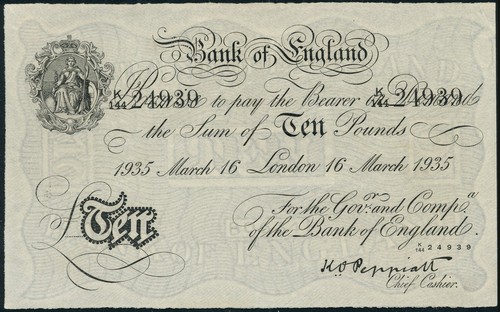 Bank of England
K/144 24939 I Promise to pay the Bearer on Demand K/144 24939
the Sum of Ten Pounds
1935 March 16 London 16 March 1935
For the Gov.r and Comp.a
of the Bank of England.
K/144 24939
£Ten
K.O. Peppiatt
Chief Cashier.